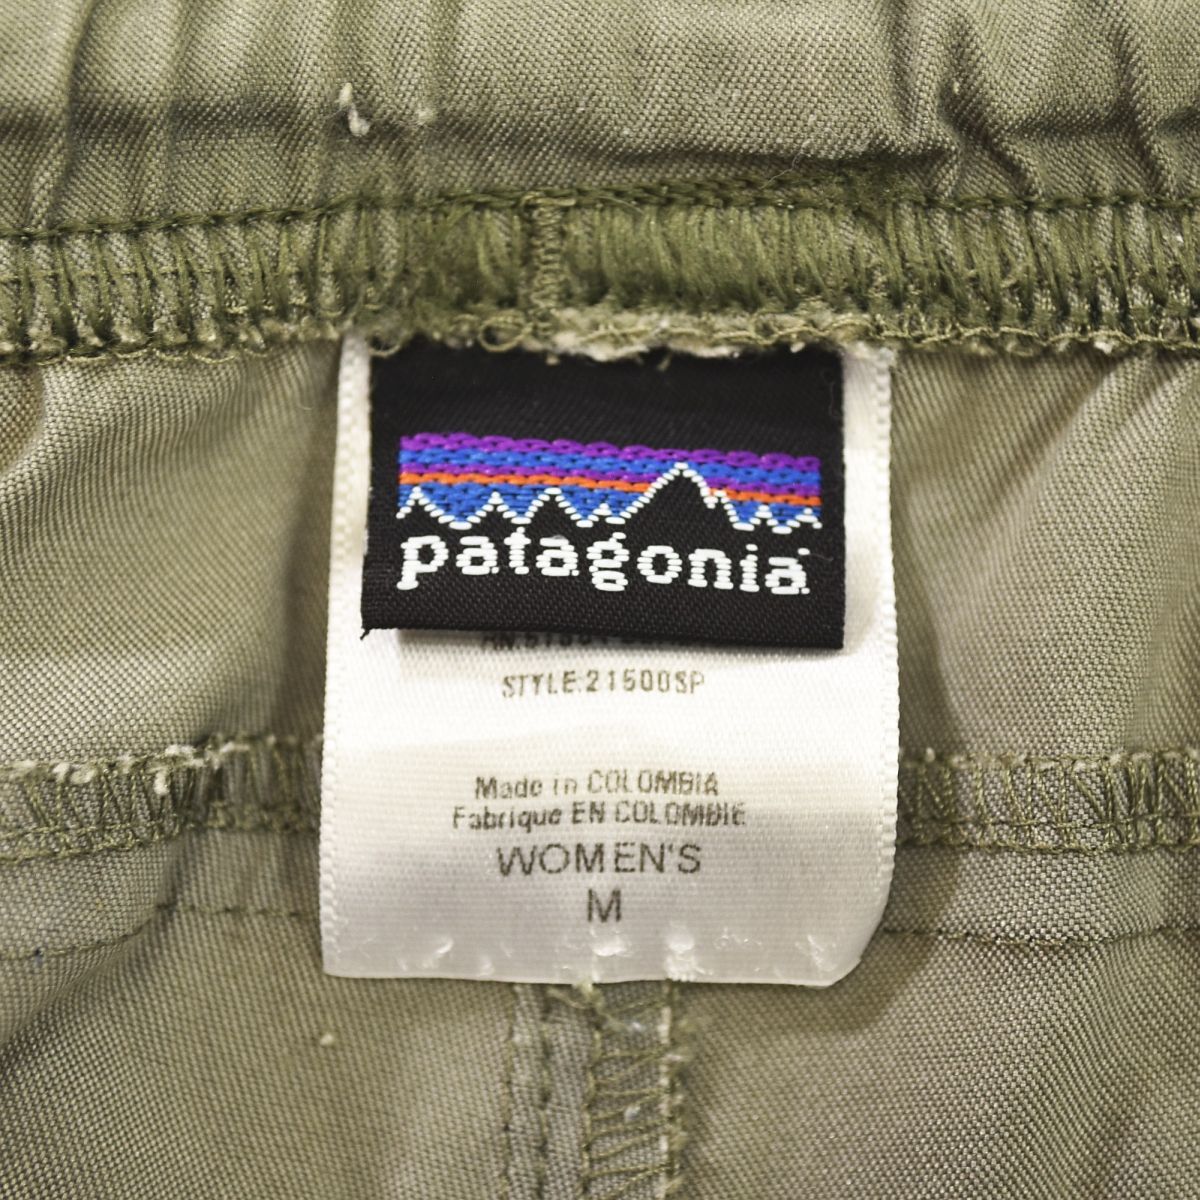 patagonia
STYLE:21500SP
Made in COLOMBIA
Fabrique EN COLOMBIE
WOMEN'S
M